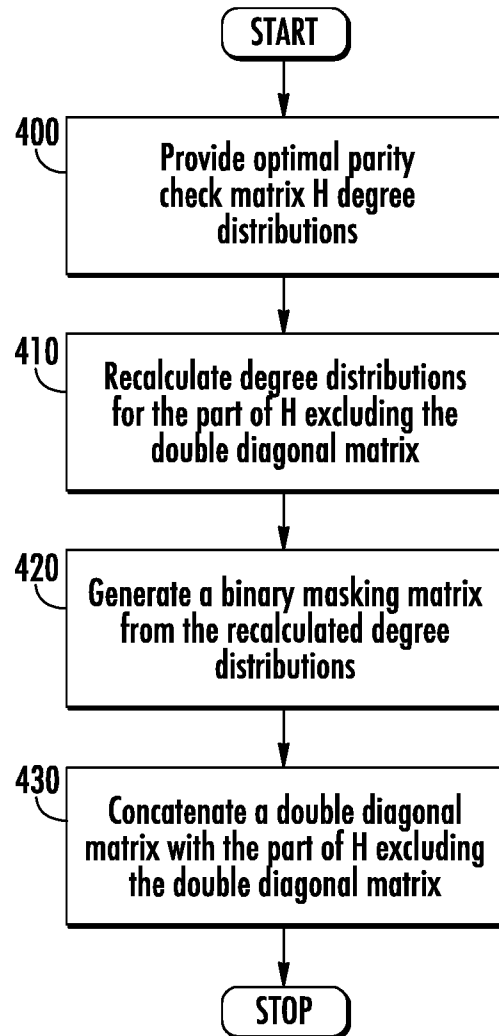 START
400
Provide optimal parity
check matrix H degree
distributions
410
Recalculate degree distributions
for the part of H excluding the
double diagonal matrix
420
Generate a binary masking matrix
from the recalculated degree
distributions
430
Concatenate a double diagonal
matrix with the part of H excluding
the double diagonal matrix
STOP